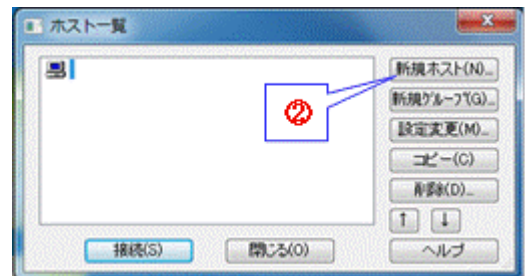 ホスト一覧
新規ホスト(N)...
新規グループ(G)...
設定変更(M)...
コピー(C)
削除(D)...
↑ ↓
接続(S) 閉じる(O) ヘルプ
②